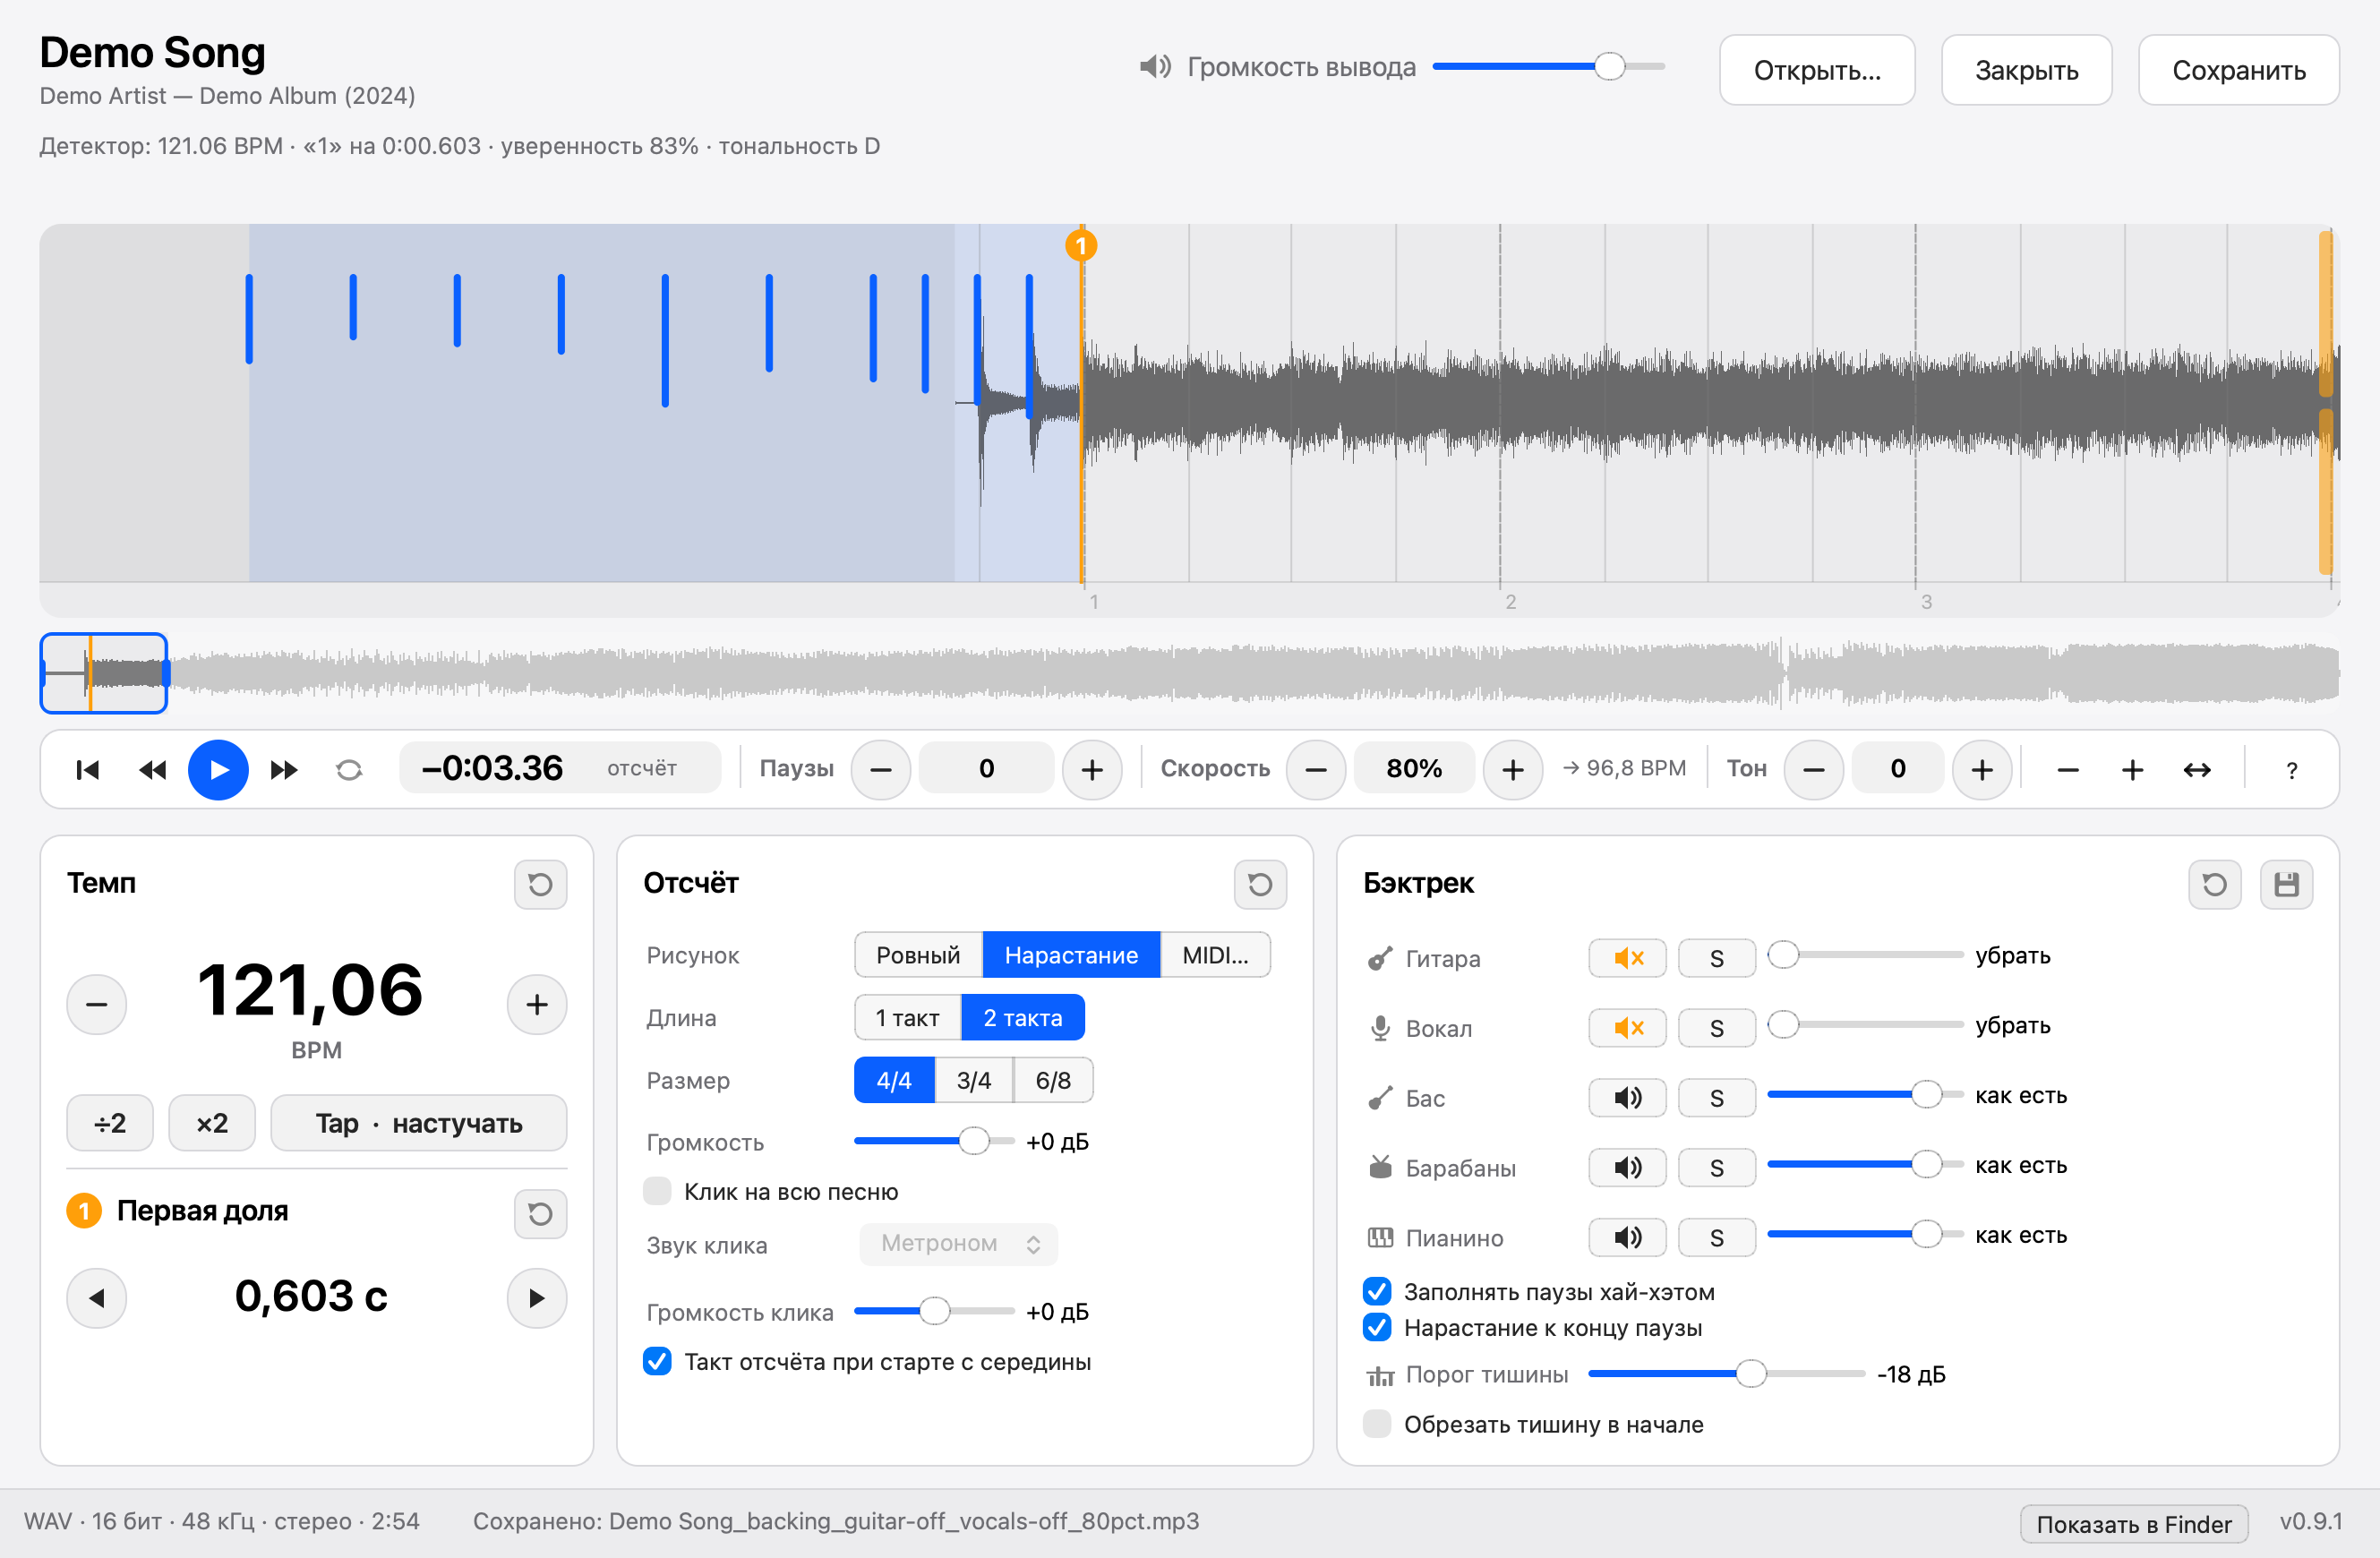 Demo Song
Demo Artist — Demo Album (2024)
Громкость вывода
Открыть...
Закрыть
Сохранить
Детектор: 121.06 BPM · «1» на 0:00.603 · уверенность 83% · тональность D
1
1
2
3
−0:03.36 отсчёт
Паузы − 0 +
Скорость − 80% + → 96,8 BPM
Тон − 0 +
− + ↔ ?
Темп
− 121,06 +
BPM
÷2 ×2 Tap · настучать
1 Первая доля
0,603 с
Отсчёт
Рисунок Ровный Нарастание MIDI...
Длина 1 такт 2 такта
Размер 4/4 3/4 6/8
Громкость +0 дБ
Клик на всю песню
Звук клика Метроном
Громкость клика +0 дБ
Такт отсчёта при старте с середины
Бэктрек
Гитара S убрать
Вокал S убрать
Бас S как есть
Барабаны S как есть
Пианино S как есть
Заполнять паузы хай-хэтом
Нарастание к концу паузы
Порог тишины -18 дБ
Обрезать тишину в начале
WAV · 16 бит · 48 кГц · стерео · 2:54
Сохранено: Demo Song_backing_guitar-off_vocals-off_80pct.mp3
Показать в Finder
v0.9.1